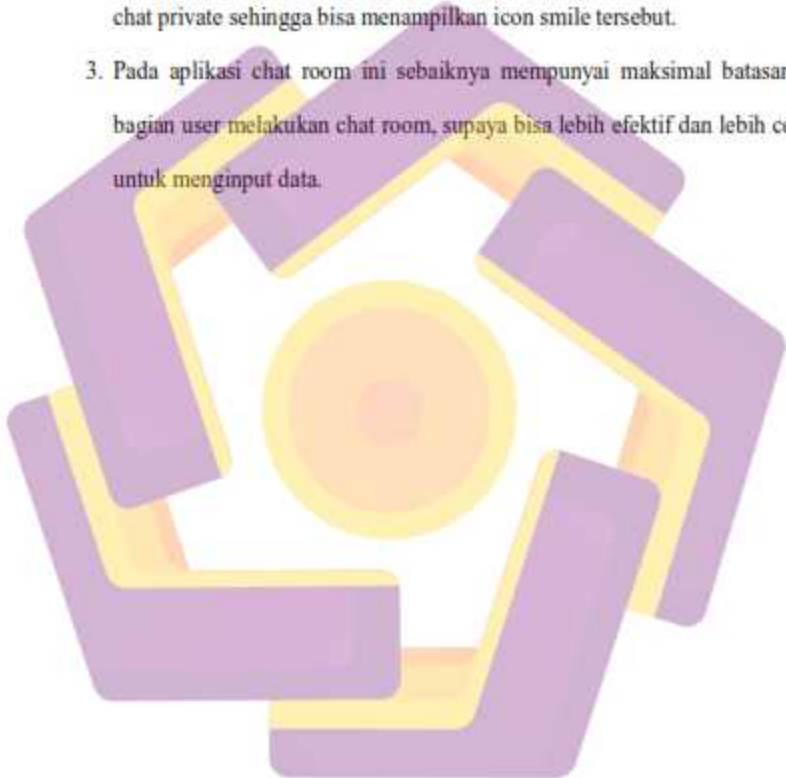 chat private sehingga bisa menampilkan icon smile tersebut.
3. Pada aplikasi chat room ini sebaiknya mempunyai maksimal batasan
bagian user melakukan chat room, supaya bisa lebih efektif dan lebih
untuk menginput data.